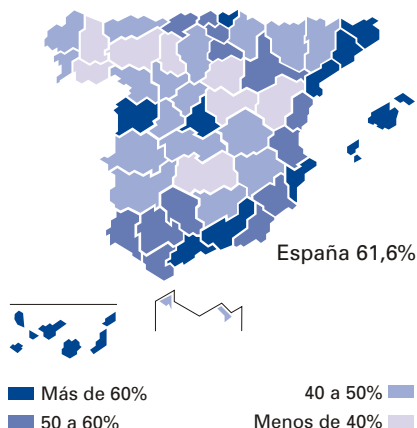 España 61,6%
Más de 60%
40 a 50%
50 a 60%
Menos de 40%